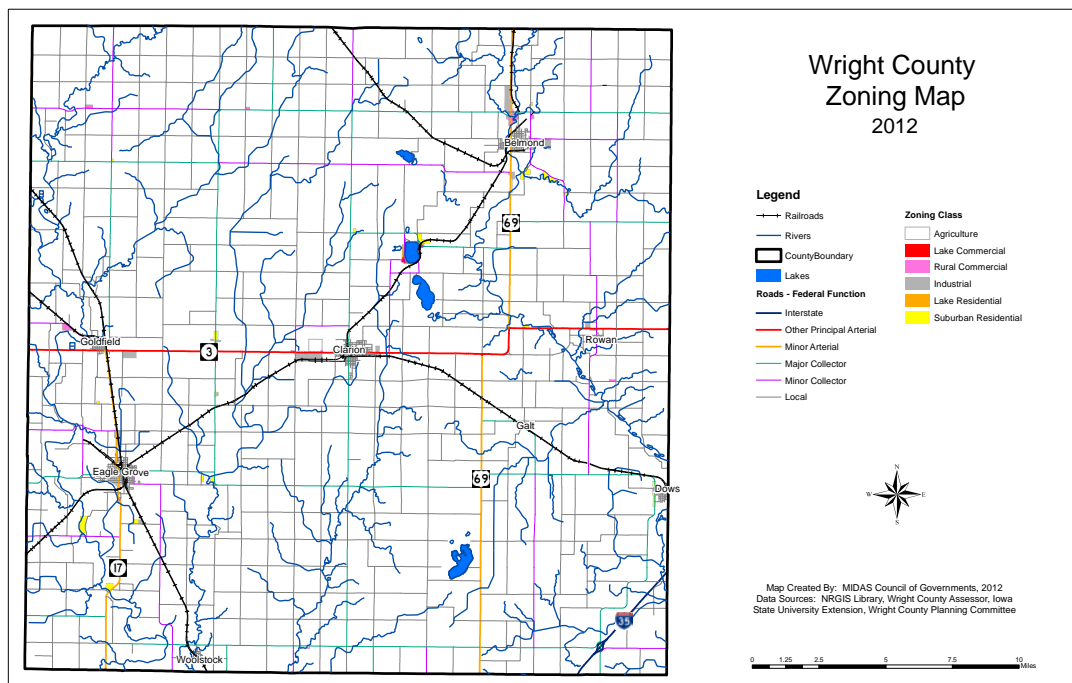 Wright County
Zoning Map
2012
Belmond
69
Goldfield
3
Clarion
Rowan
Galt
Eagle Grove
69
Dows
17
35
Woolstock
Legend
Railroads
Rivers
CountyBoundary
Lakes
Roads - Federal Function
Interstate
Other Principal Arterial
Minor Arterial
Major Collector
Minor Collector
Local
Zoning Class
Agriculture
Lake Commercial
Rural Commercial
Industrial
Lake Residential
Suburban Residential
N
W E
S
Map Created By: MIDAS Council of Governments, 2012
Data Sources: NRGIS Library, Wright County Assessor, Iowa
State University Extension, Wright County Planning Committee
0 1.25 2.5 5 7.5 10
Miles